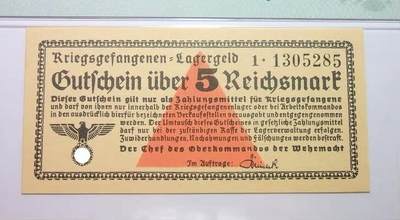 Kriegsgefangenen-Lagergeld 1·1305285
Gutschein über 5 Reichsmark
Dieser Gutschein gilt nur als Zahlungsmittel für Kriegsgefangene
und darf von ihnen nur innerhalb der Kriegsgefangenenlager oder bei Arbeitskommandos
in den ausdrücklich hierfür bezeichneten Verkaufsstellen verausgabt und entgegengenommen
werden. Der Umtausch dieses Gutscheines in gesetzliche Zahlungsmittel
darf nur bei der zuständigen Kasse der Lagerverwaltung erfolgen.
Zuwiderhandlungen, Nachahmungen und Fälschungen werden bestraft.
Der Chef des Oberkommandos der Wehrmacht
Im Auftrage: